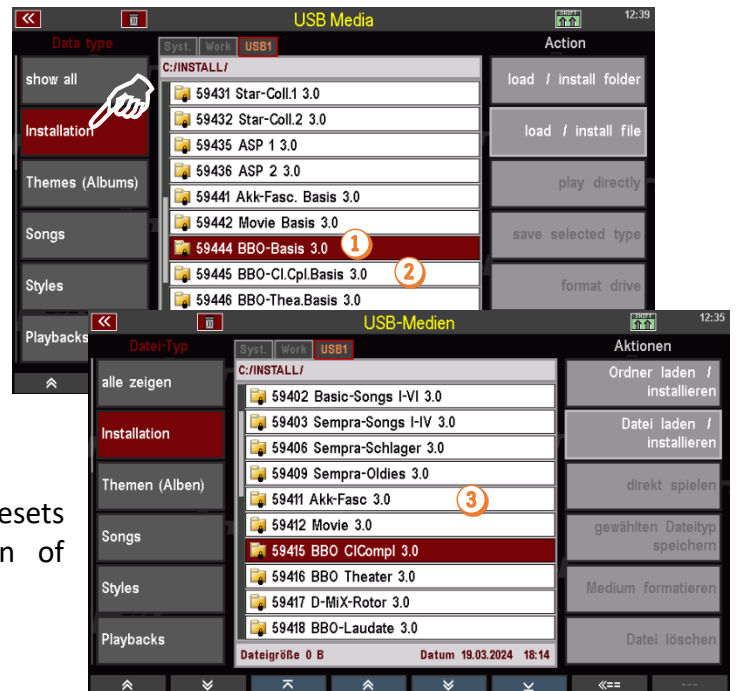 USB Media
SHIFT
12:39
Data type
Syst. Work USB1
Action
C:/INSTALL/
show all
Installation
Themes (Albums)
Songs
Styles
Playbacks
59431 Star-Coll.1 3.0
59432 Star-Coll.2 3.0
59435 ASP 1 3.0
59436 ASP 2 3.0
59441 Akk-Fasc. Basis 3.0
59442 Movie Basis 3.0
59444 BBO-Basis 3.0 1
59445 BBO-Cl.Cpl.Basis 3.0 2
59446 BBO-Thea.Basis 3.0
load / install folder
load / install file
play directly
save selected type
format drive
USB-Medien
SHIFT
12:35
Datei-Typ
Syst. Work USB1
Aktionen
C:/INSTALL/
alle zeigen
Installation
Themen (Alben)
Songs
Styles
Playbacks
59402 Basic-Songs I-VI 3.0
59403 Sempra-Songs I-IV 3.0
59406 Sempra-Schlager 3.0
59409 Sempra-Oldies 3.0
59411 Akk-Fasc 3.0 3
59412 Movie 3.0
59415 BBO ClCompl 3.0
59416 BBO Theater 3.0
59417 D-MiX-Rotor 3.0
59418 BBO-Laudate 3.0
Dateigröße 0 B Datum 19.03.2024 18:14
Ordner laden /
installieren
Datei laden /
installieren
direkt spielen
gewählten Dateityp
speichern
Medium formatieren
Datei löschen
«== ---
esets
n of